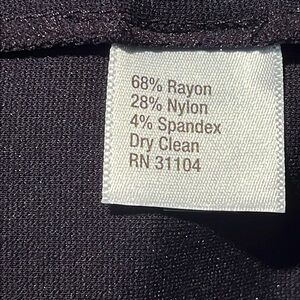 68% Rayon
28% Nylon
4% Spandex
Dry Clean
RN 31104